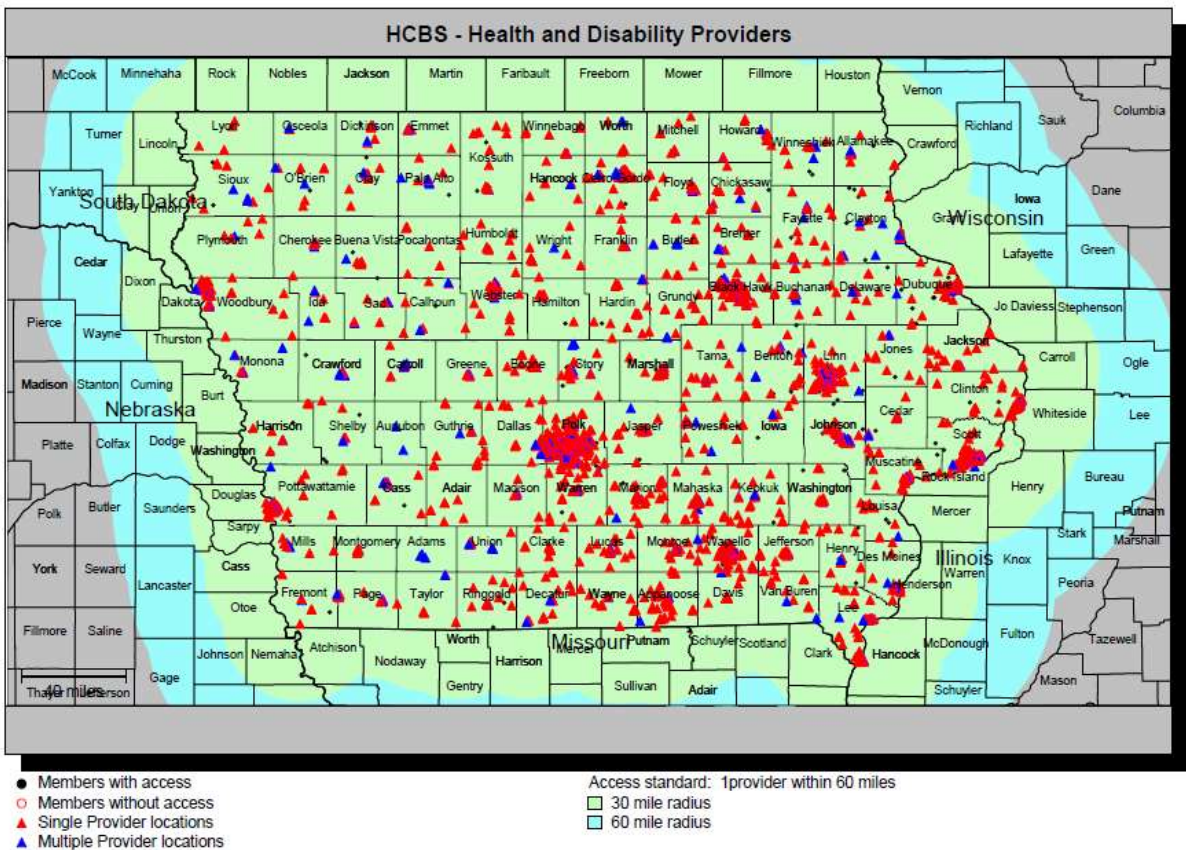 HCBS - Health and Disability Providers
McCook Minnehaha Rock Nobles Jackson Martin Faribault Freeborn Mower Fillmore Houston
Vernon Columbia
Richland Sauk
Turner Lincoln Lyon Osceola Dickinson Emmet Winnebago Worth Mitchell Howard Winneshiek Allamakee Crawford
Kossuth
Yankton Sioux O'Brien Clay Palo Alto Hancock Cerro Gordo Floyd Chickasaw Iowa Dane
South Dakota Clay Union Fayette Clayton Grant Wisconsin
Plymouth Cherokee Buena Vista Pocahontas Humboldt Wright Franklin Butler Bremer Lafayette Green
Cedar
Dixon
Dakota Woodbury Ida Sac Calhoun Webster Hamilton Hardin Grundy Black Hawk Buchanan Delaware Dubuque Jo Daviess Stephenson
Pierce Wayne Thurston
Monona Crawford Carroll Greene Boone Story Marshall Tama Benton Linn Jones Jackson Carroll Ogle
Madison Stanton Cuming Burt
Nebraska Clinton Whiteside Lee
Harrison Shelby Audubon Guthrie Dallas Polk Jasper Poweshiek Iowa Johnson Cedar Scott
Platte Colfax Dodge Washington
Muscatine Rock Island Henry Bureau
Douglas Pottawattamie Cass Adair Madison Warren Marion Mahaska Keokuk Washington Louisa Mercer Putnam
Polk Butler Saunders Sarpy
Stark Marshall
Mills Montgomery Adams Union Clarke Lucas Monroe Wapello Jefferson Henry Des Moines Illinois Knox
York Seward Cass Lancaster
Warren Henderson Peoria
Otoe Fremont Page Taylor Ringgold Decatur Wayne Appanoose Davis Van Buren Lee
Fillmore Saline Fulton Tazewell
Johnson Nemaha Atchison Nodaway Worth Harrison Missouri Mercer Putnam Schuyler Scotland Clark Hancock McDonough
Gage Gentry Sullivan Adair Schuyler Mason
40 miles
Thayer Jefferson
Members with access
Members without access
Single Provider locations
Multiple Provider locations
Access standard: 1provider within 60 miles
30 mile radius
60 mile radius